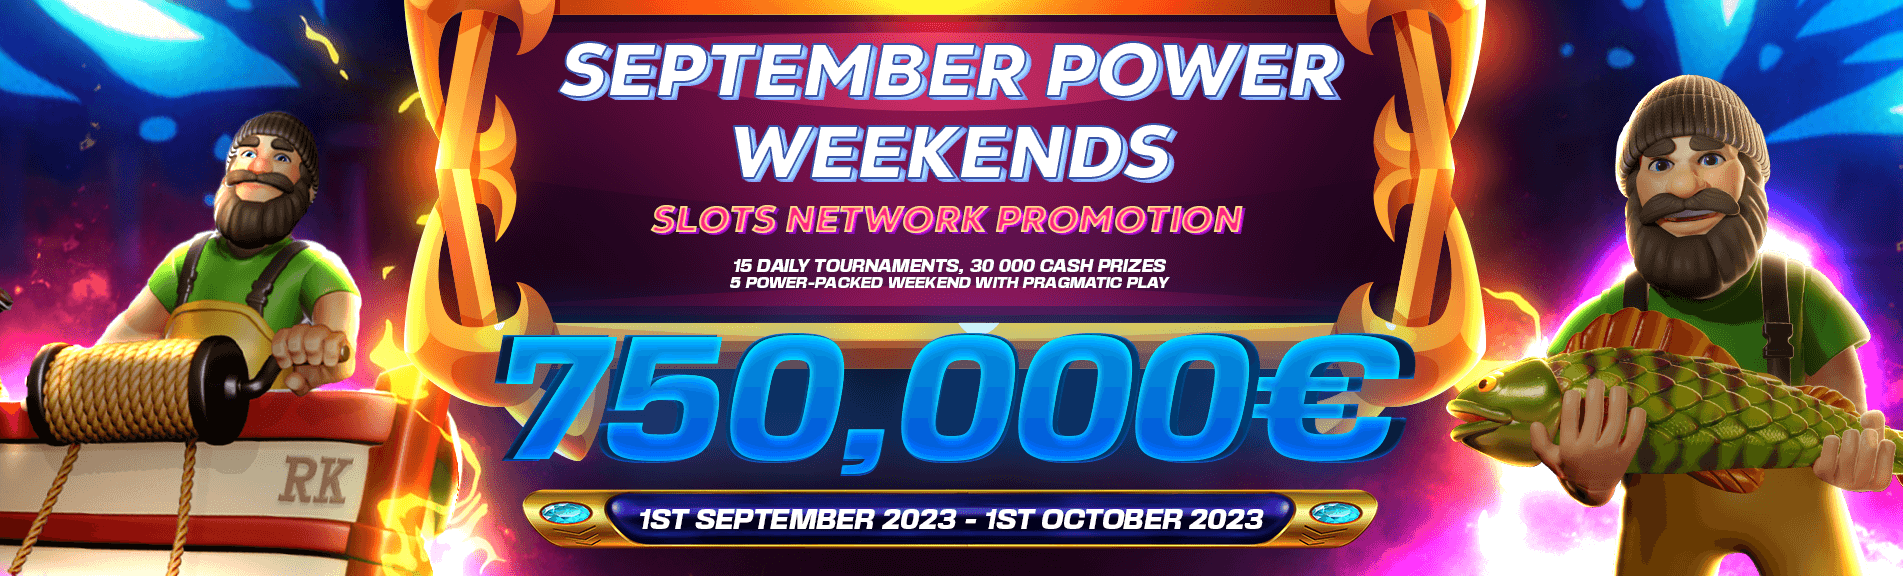 SEPTEMBER POWER
WEEKENDS
SLOTS NETWORK PROMOTION
15 DAILY TOURNAMENTS, 30 000 CASH PRIZES
5 POWER-PACKED WEEKEND WITH PRAGMATIC PLAY
750,000€
RK
1ST SEPTEMBER 2023 - 1ST OCTOBER 2023